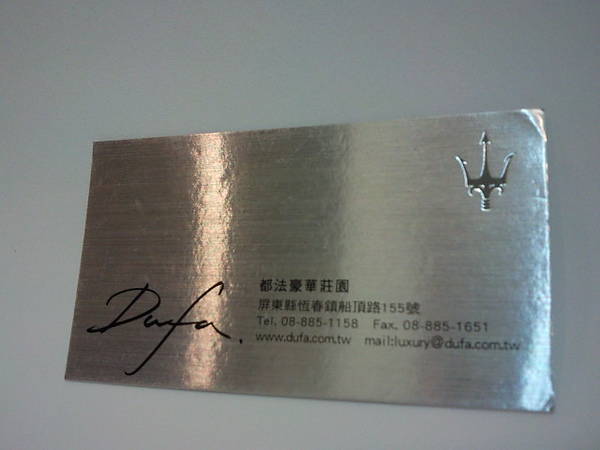 都法豪華莊園
屏東縣恆春鎮船頂路155號
Tel. 08-885-1158 Fax. 08-885-1651
www.dufa.com.tw mail:luxury@dufa.com.tw
Dufa.